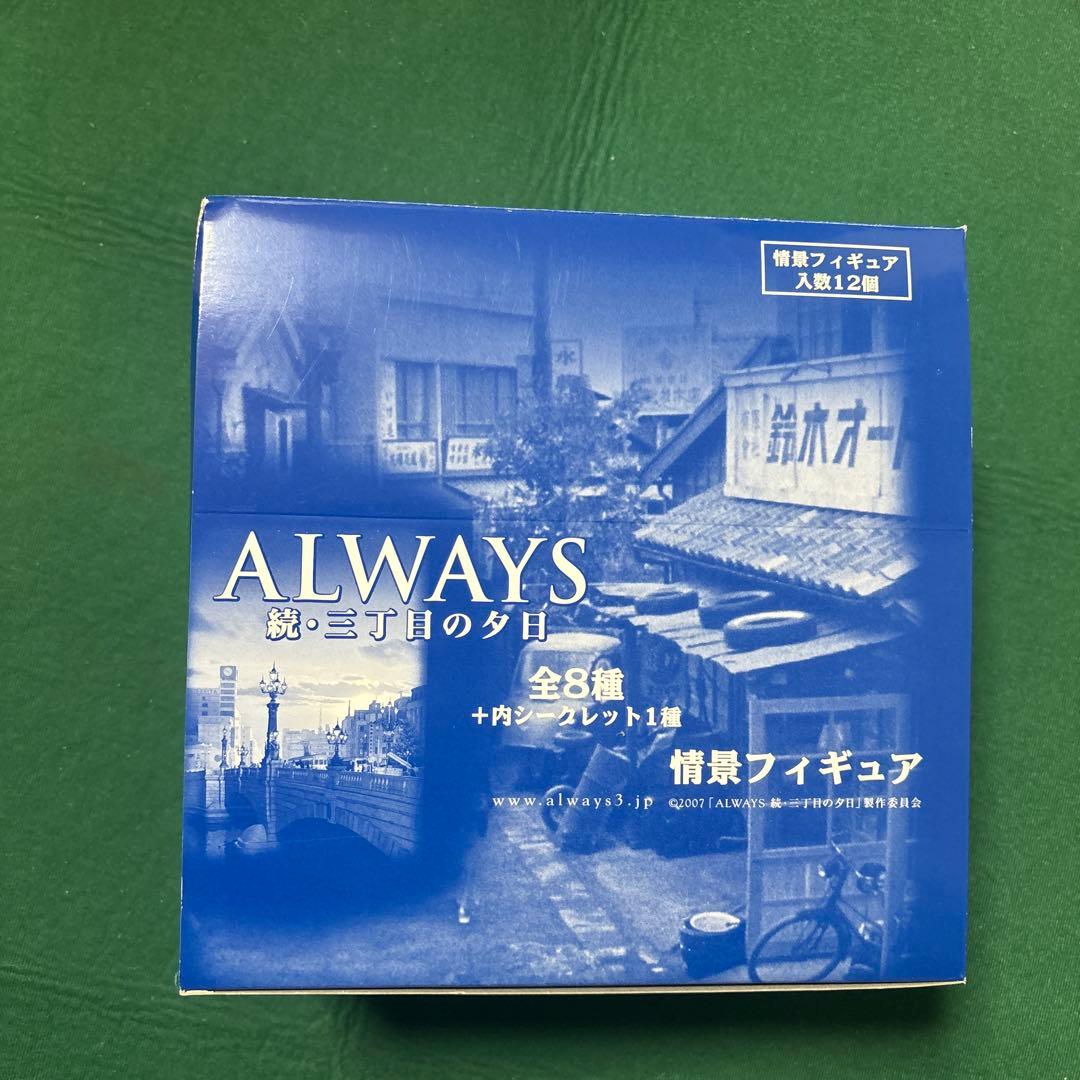 情景フィギュア
入数12個
水
鈴木オー
ALWAYS
続・三丁目の夕日
全8種
+内シークレット1種
情景フィギュア
www.always3.jp ©2007「ALWAYS 続・三丁目の夕日」製作委員会